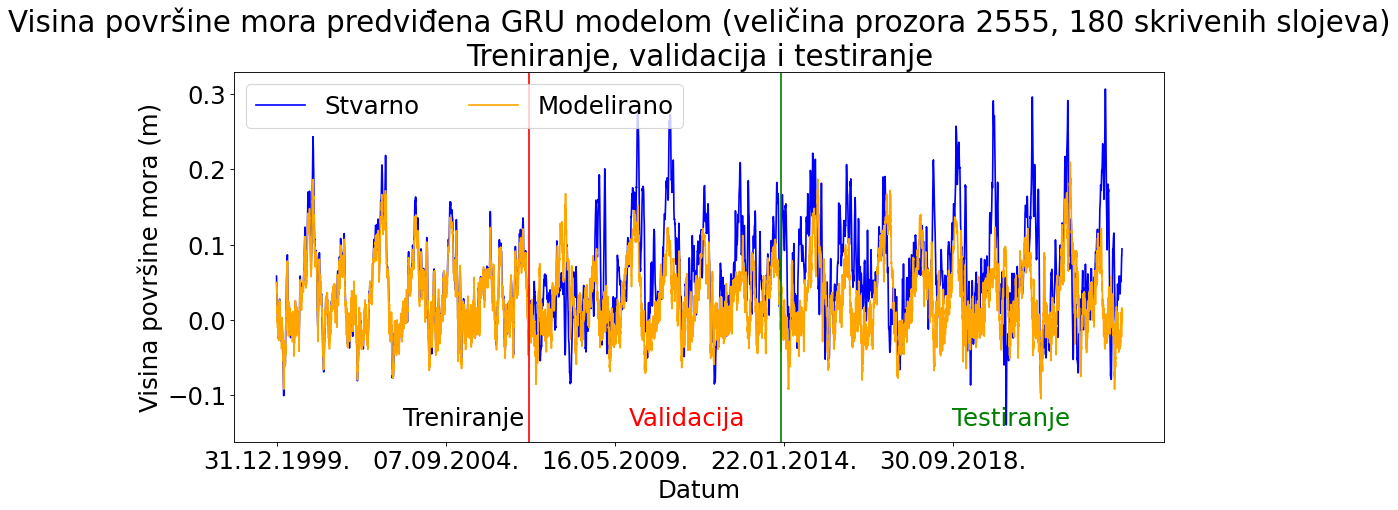 Visina površine mora predviđena GRU modelom (veličina prozora 2555, 180 skrivenih slojeva)
Treniranje, validacija i testiranje
Stvarno
Modelirano
Visina površine mora (m)
0.3
0.2
0.1
0.0
−0.1
Treniranje
Validacija
Testiranje
31.12.1999.
07.09.2004.
16.05.2009.
22.01.2014.
30.09.2018.
Datum